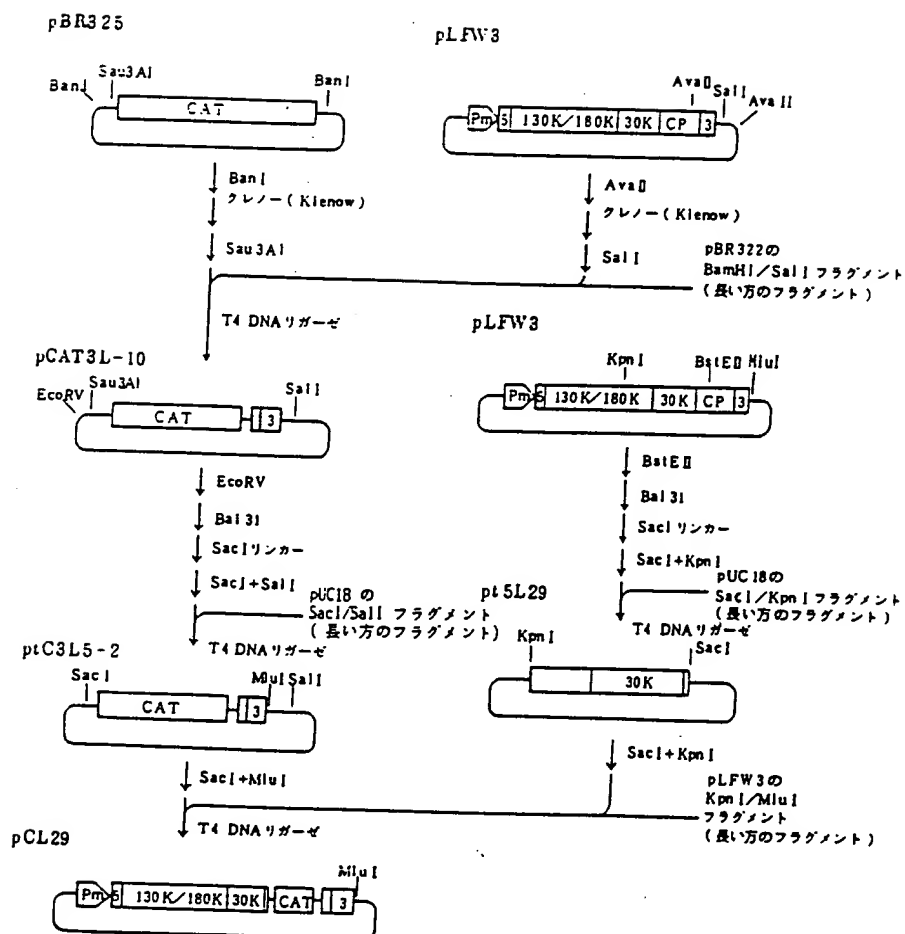 pBR325
pLFW3
BanI
Sau3AI
BanI
CAT
AvaⅡ
SalI
AvaII
Pm
5
130K/180K
30K
CP
3
BanI
クレノー(Klenow)
Sau3AI
AvaⅡ
クレノー(Klenow)
SalI
pBR322の
BamHI/SalI フラグメント
(長い方のフラグメント)
T4 DNAリガーゼ
pCAT3L-10
pLFW3
EcoRV
Sau3AI
SalI
CAT
3
KpnI
BstEⅡ
MluI
Pm
5
130K/180K
30K
CP
3
EcoRV
Bal31
SacIリンカー
SacI+SalI
pUC18 の
SacI/SalI フラグメント
(長い方のフラグメント)
T4 DNAリガーゼ
BstEⅡ
Bal31
SacIリンカー
SacI+KpnI
pUC18の
SacI/KpnI フラグメント
(長い方のフラグメント)
T4 DNAリガーゼ
ptC3L5-2
pt5L29
SacI
MluI
SalI
CAT
3
KpnI
SacI
30K
SacI+MluI
SacI+KpnI
pLFW3の
KpnI/MluI
フラグメント
(長い方のフラグメント)
T4 DNAリガーゼ
pCL29
MluI
Pm
5
130K/180K
30K
CAT
3